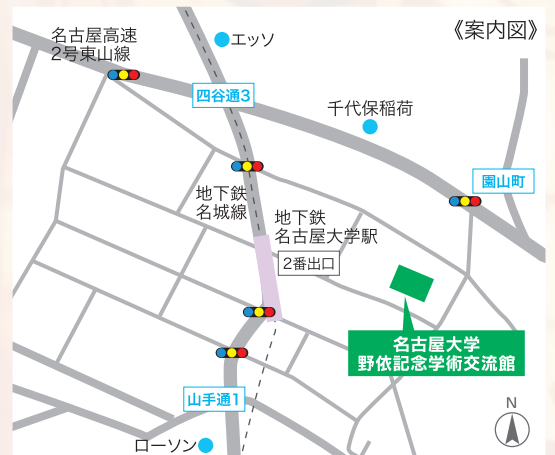 《案内図》
名古屋高速
2号東山線
エッソ
四谷通3
千代保稲荷
園山町
地下鉄
名城線
地下鉄
名古屋大学駅
2番出口
名古屋大学
野依記念学術交流館
山手通1
ローソン
N